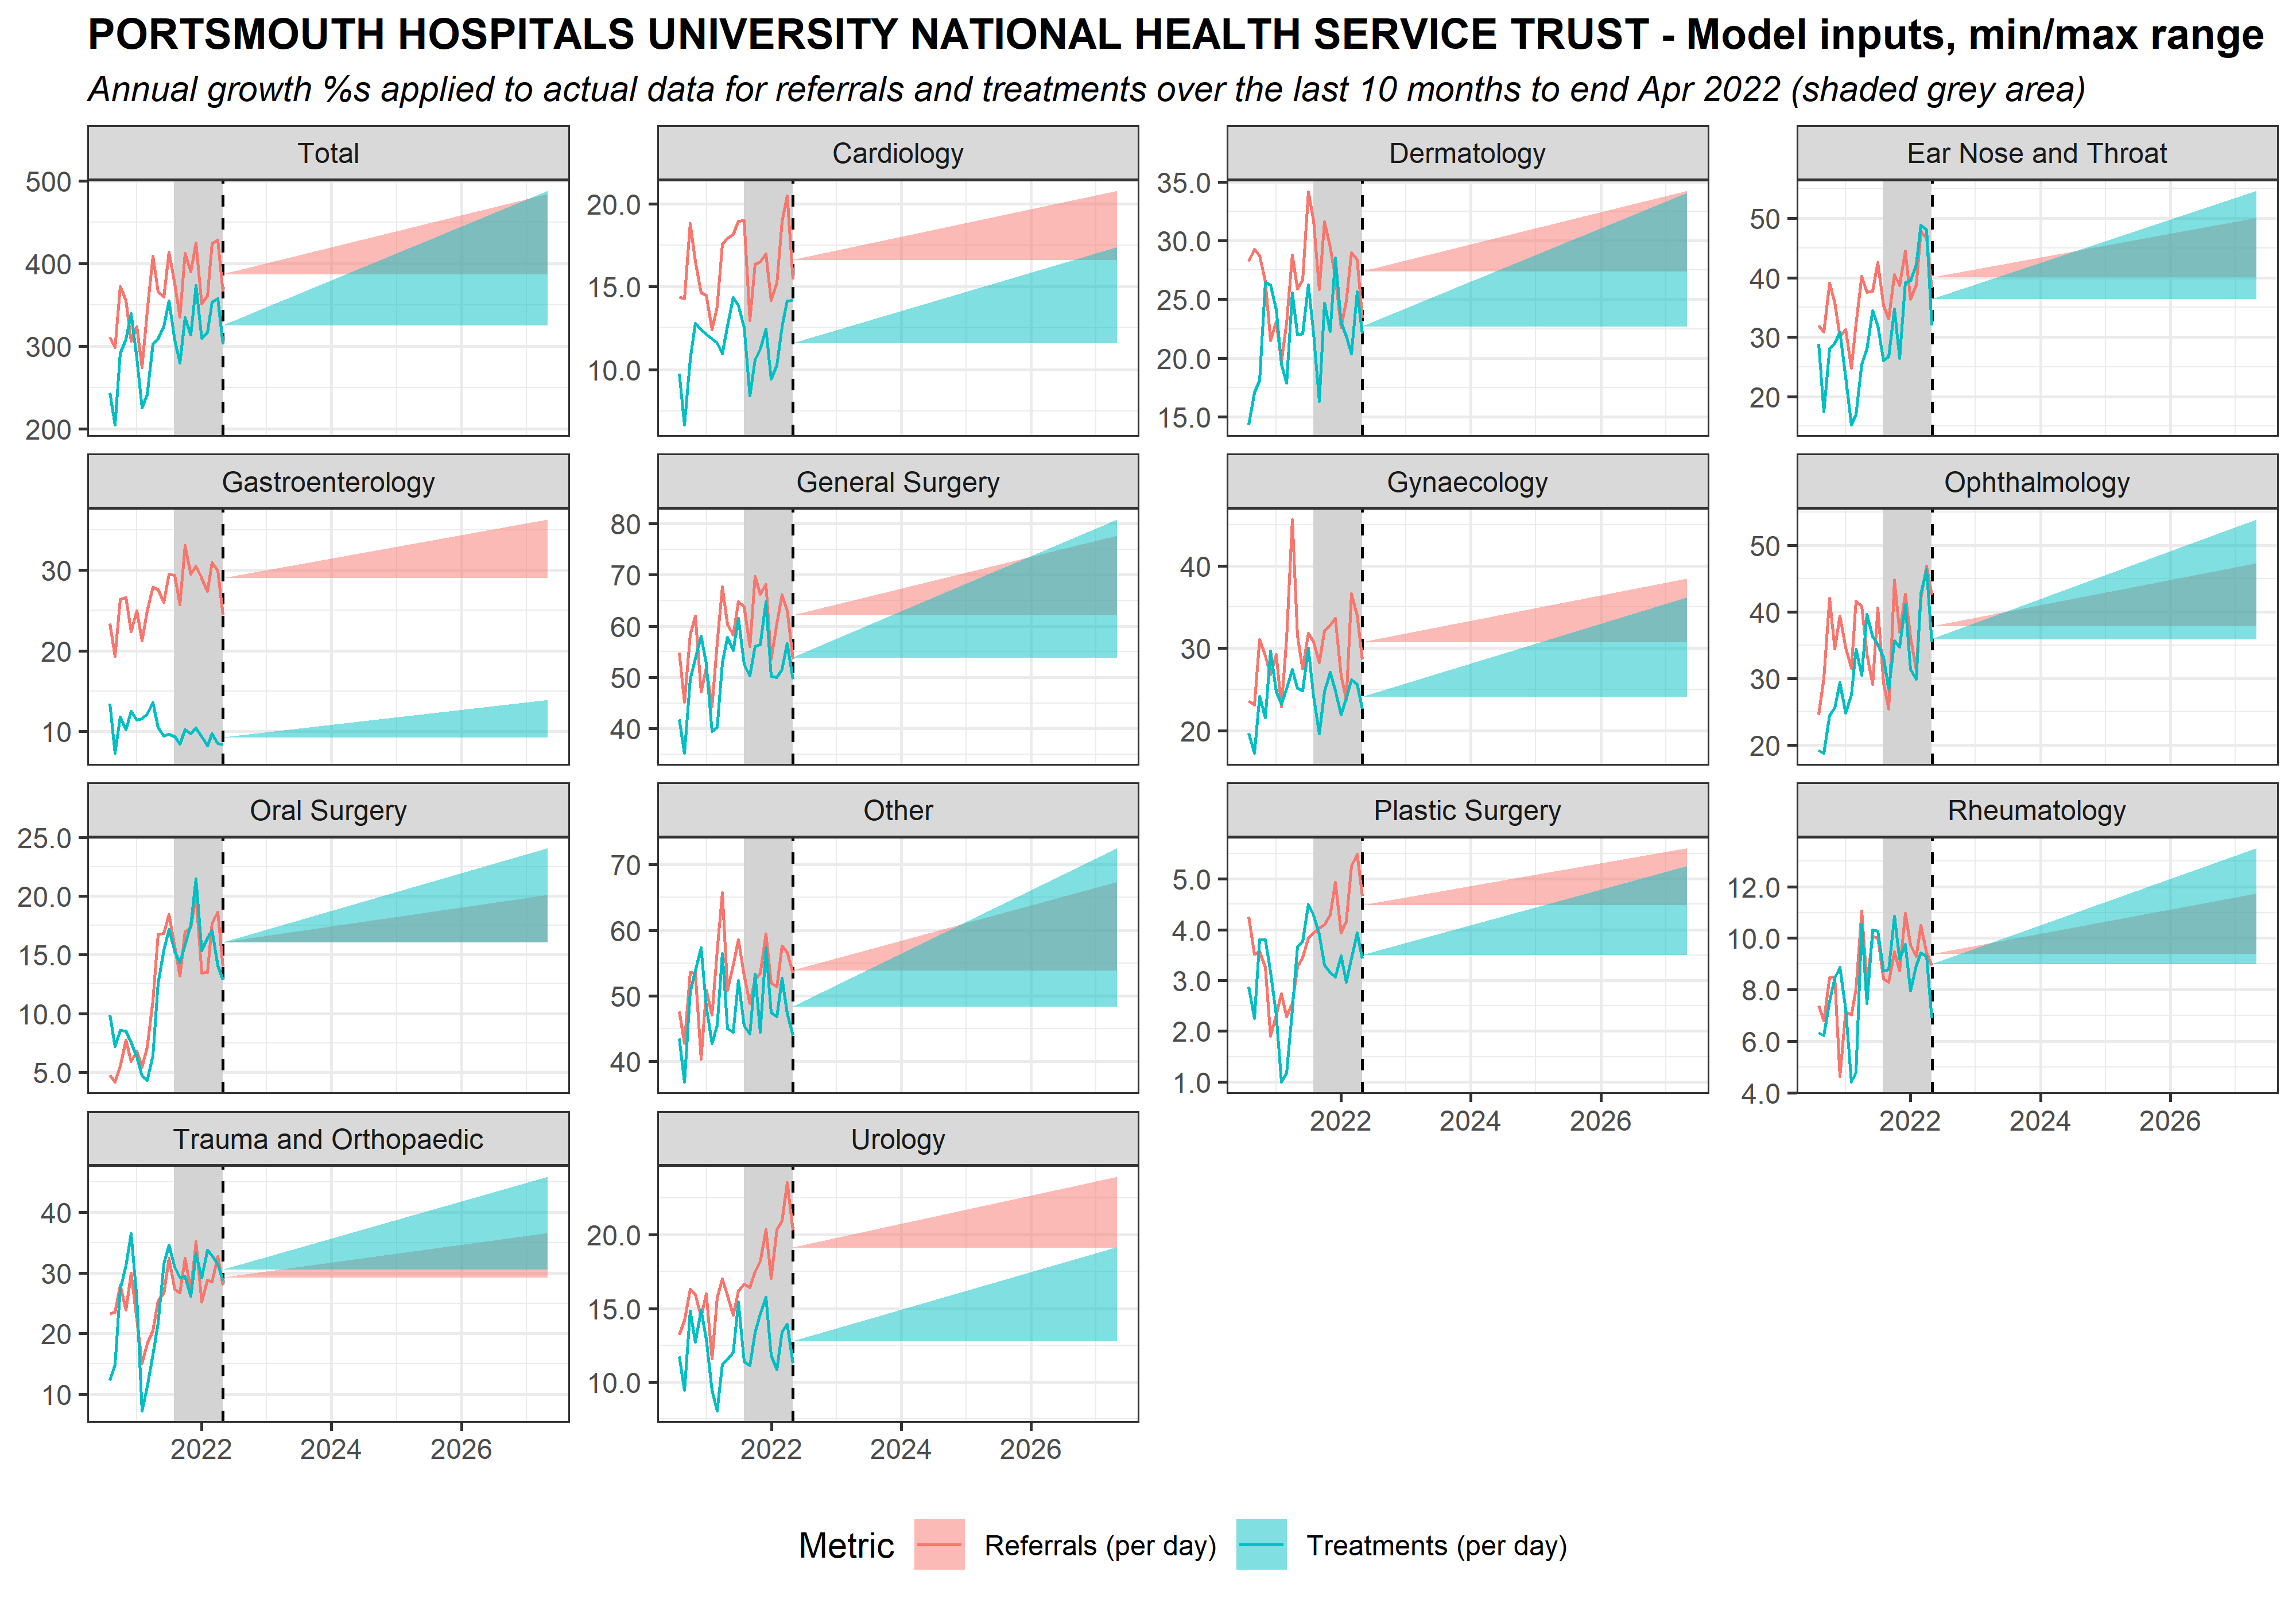 PORTSMOUTH HOSPITALS UNIVERSITY NATIONAL HEALTH SERVICE TRUST - Model inputs, min/max range
Annual growth %s applied to actual data for referrals and treatments over the last 10 months to end Apr 2022 (shaded grey area)
Total
500
400
300
200
Cardiology
20.0
15.0
10.0
Dermatology
35.0
30.0
25.0
20.0
15.0
Ear Nose and Throat
50
40
30
20
Gastroenterology
30
20
10
General Surgery
80
70
60
50
40
Gynaecology
40
30
20
Ophthalmology
50
40
30
20
Oral Surgery
25.0
20.0
15.0
10.0
5.0
Other
70
60
50
40
Plastic Surgery
5.0
4.0
3.0
2.0
1.0
2022 2024 2026
Rheumatology
12.0
10.0
8.0
6.0
4.0
2022 2024 2026
Trauma and Orthopaedic
40
30
20
10
2022 2024 2026
Urology
20.0
15.0
10.0
2022 2024 2026
Metric Referrals (per day) Treatments (per day)